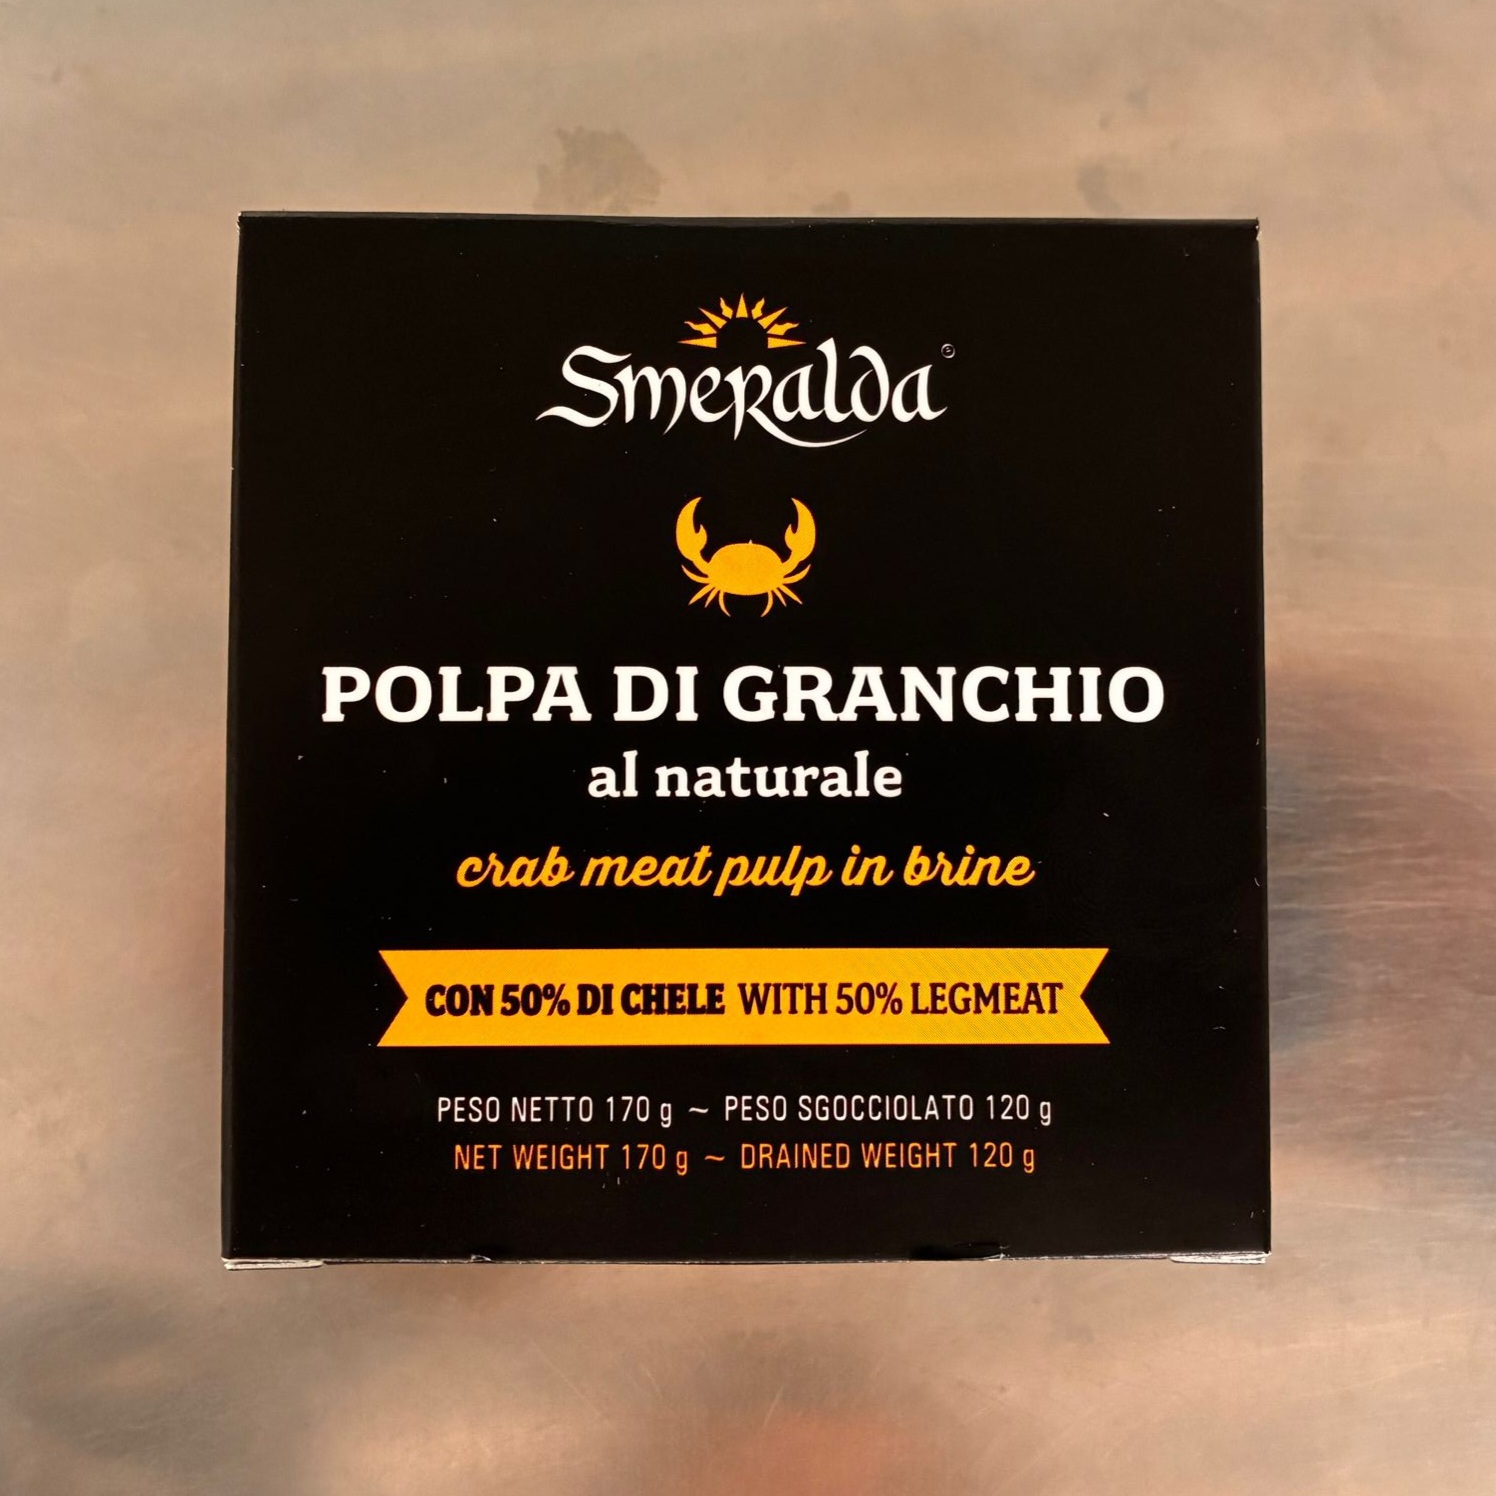 Smeralda
POLPA DI GRANCHIO
al naturale
crab meat pulp in brine
CON 50% DI CHELE WITH 50% LEGMEAT
PESO NETTO 170 g ~ PESO SGOCCIOLATO 120 g
NET WEIGHT 170 g ~ DRAINED WEIGHT 120 g